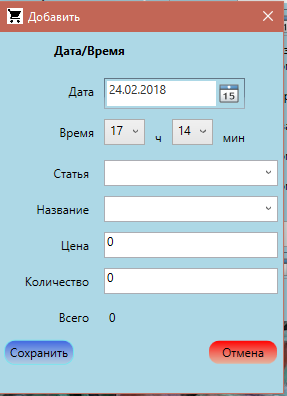 Добавить
Дата/Время
Дата 24.02.2018 15
Время 17 ч 14 мин
Статья
Название
Цена 0
Количество 0
Всего 0
Сохранить Отмена